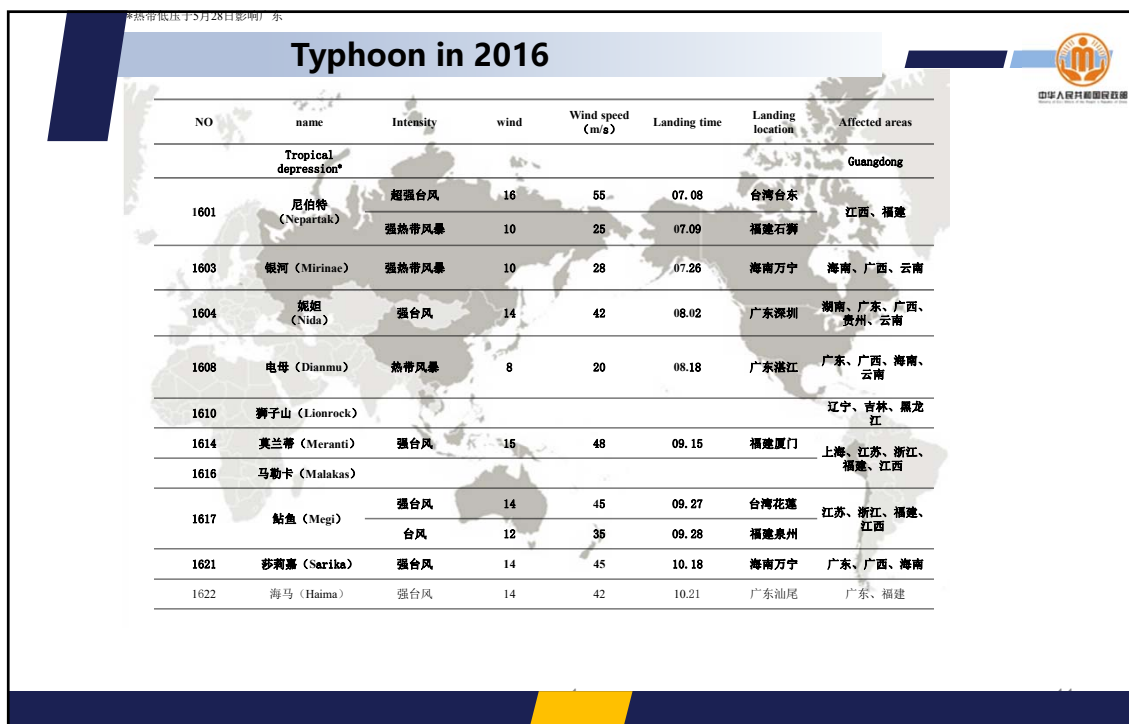 *热带低压于5月28日影响广东
Typhoon in 2016
中华人民共和国民政部
NO name Intensity wind Wind speed (m/s) Landing time Landing location Affected areas
Tropical depression* Guangdong
1601 尼伯特 (Nepartak) 超强台风 16 55 07.08 台湾台东 江西、福建
强热带风暴 10 25 07.09 福建石狮
1603 银河（Mirinae） 强热带风暴 10 28 07.26 海南万宁 海南、广西、云南
1604 妮妲 (Nida) 强台风 14 42 08.02 广东深圳 湖南、广东、广西、贵州、云南
1608 电母（Dianmu） 热带风暴 8 20 08.18 广东湛江 广东、广西、海南、云南
1610 狮子山（Lionrock） 辽宁、吉林、黑龙江
1614 莫兰蒂（Meranti） 强台风 15 48 09.15 福建厦门 上海、江苏、浙江、福建、江西
1616 马勒卡（Malakas）
1617 鲇鱼（Megi） 强台风 14 45 09.27 台湾花莲 江苏、浙江、福建、江西
台风 12 35 09.28 福建泉州
1621 莎莉嘉（Sarika） 强台风 14 45 10.18 海南万宁 广东、广西、海南
1622 海马（Haima） 强台风 14 42 10.21 广东汕尾 广东、福建